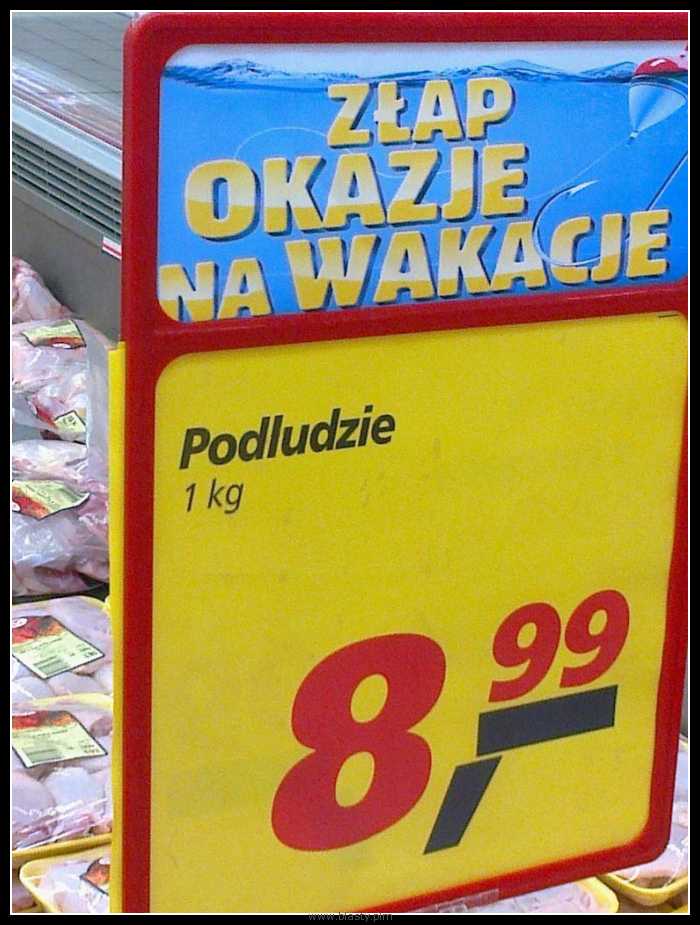 ZŁAP
OKAZJE
NA WAKACJE
Podludzie
1 kg
8,99